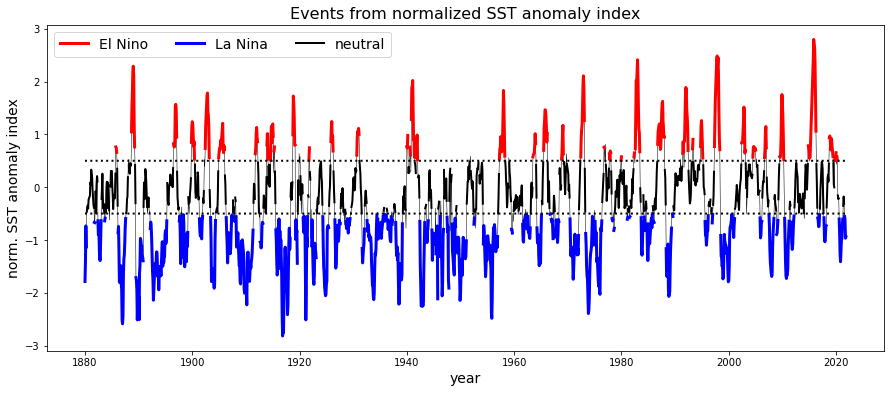 Events from normalized SST anomaly index
El Nino La Nina neutral
norm. SST anomaly index
3
2
1
0
−1
−2
−3
1880 1900 1920 1940 1960 1980 2000 2020
year